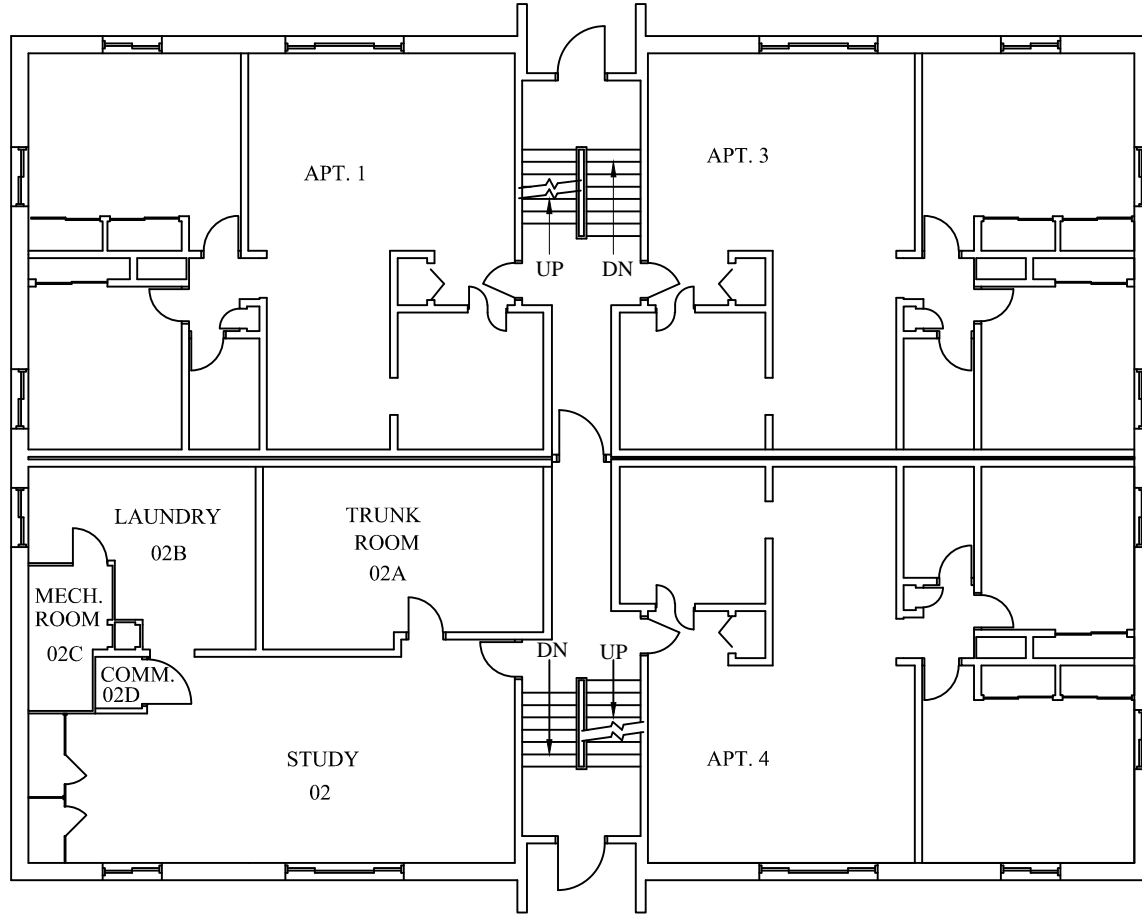 APT. 1
APT. 3
UP
DN
LAUNDRY
02B
TRUNK
ROOM
02A
MECH.
ROOM
02C
COMM.
02D
DN
UP
STUDY
02
APT. 4